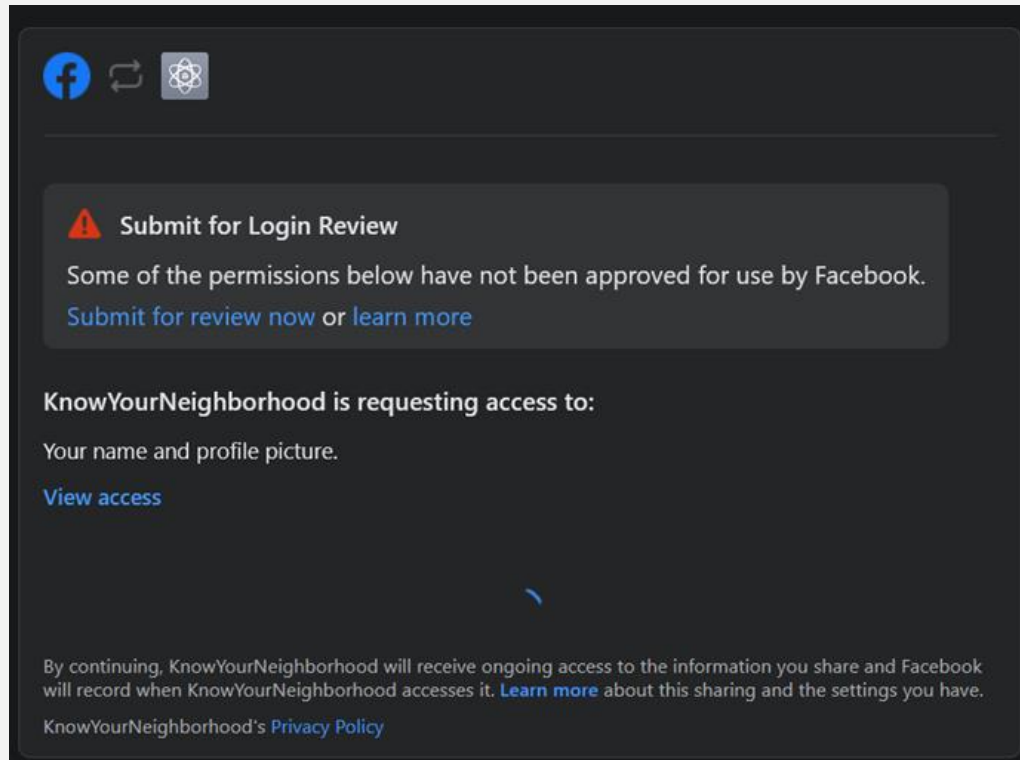 Submit for Login Review
Some of the permissions below have not been approved for use by Facebook.
Submit for review now or learn more
KnowYourNeighborhood is requesting access to:
Your name and profile picture.
View access
By continuing, KnowYourNeighborhood will receive ongoing access to the information you share and Facebook
will record when KnowYourNeighborhood accesses it. Learn more about this sharing and the settings you have.
KnowYourNeighborhood's Privacy Policy